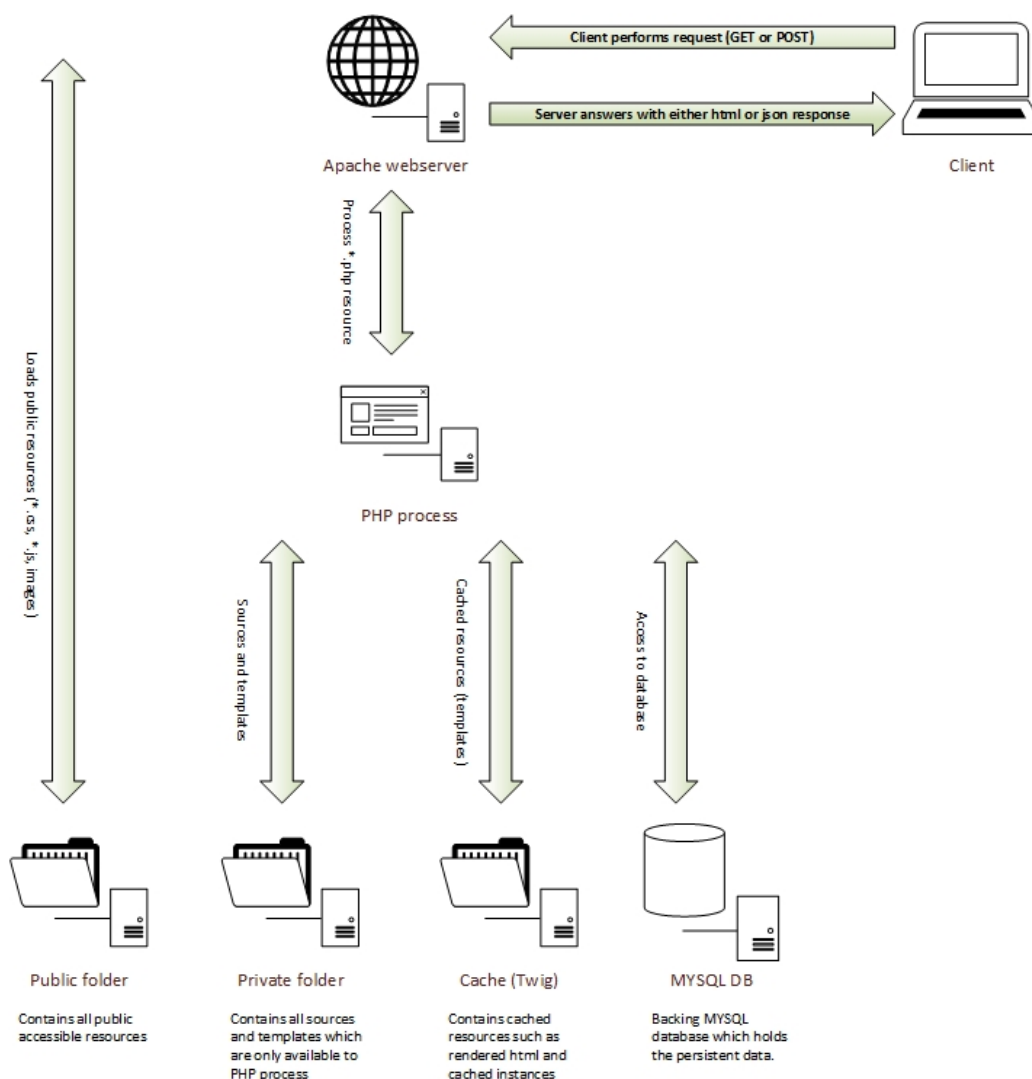 Client performs request (GET or POST)
Server answers with either html or json response
Apache webserver
Client
Process *.php resource
Loads public resources (*.css, *.js, images)
PHP process
Sources and templates
Cached resources (templates)
Access to database
Public folder
Private folder
Cache (Twig)
MYSQL DB
Contains all public
accessible resources
Contains all sources
and templates which
are only available to
PHP process
Contains cached
resources such as
rendered html and
cached instances
Backing MYSQL
database which holds
the persistent data.